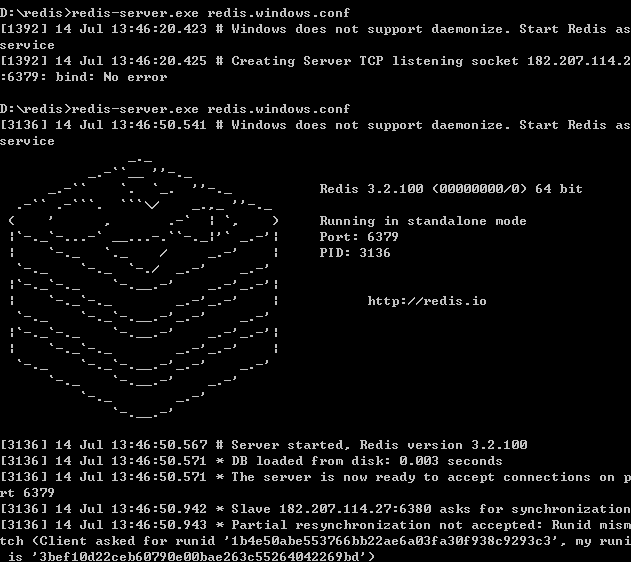 D:\redis>redis-server.exe redis.windows.conf
[1392] 14 Jul 13:46:20.423 # Windows does not support daemonize. Start Redis as
service
[1392] 14 Jul 13:46:20.425 # Creating Server TCP listening socket 182.207.114.2
:6379: bind: No error
D:\redis>redis-server.exe redis.windows.conf
[3136] 14 Jul 13:46:50.541 # Windows does not support daemonize. Start Redis as
service
Redis 3.2.100 (00000000/0) 64 bit
Running in standalone mode
Port: 6379
PID: 3136
http://redis.io
[3136] 14 Jul 13:46:50.567 # Server started, Redis version 3.2.100
[3136] 14 Jul 13:46:50.571 * DB loaded from disk: 0.003 seconds
[3136] 14 Jul 13:46:50.571 * The server is now ready to accept connections on p
rt 6379
[3136] 14 Jul 13:46:50.942 * Slave 182.207.114.27:6380 asks for synchronization
[3136] 14 Jul 13:46:50.943 * Partial resynchronization not accepted: Runid mism
tch (Client asked for runid '1b4e50abe553766bb22ae6a03fa30f938c9293c3', my runi
is '3bef10d22ceb60790e00bae263c55264042269bd')